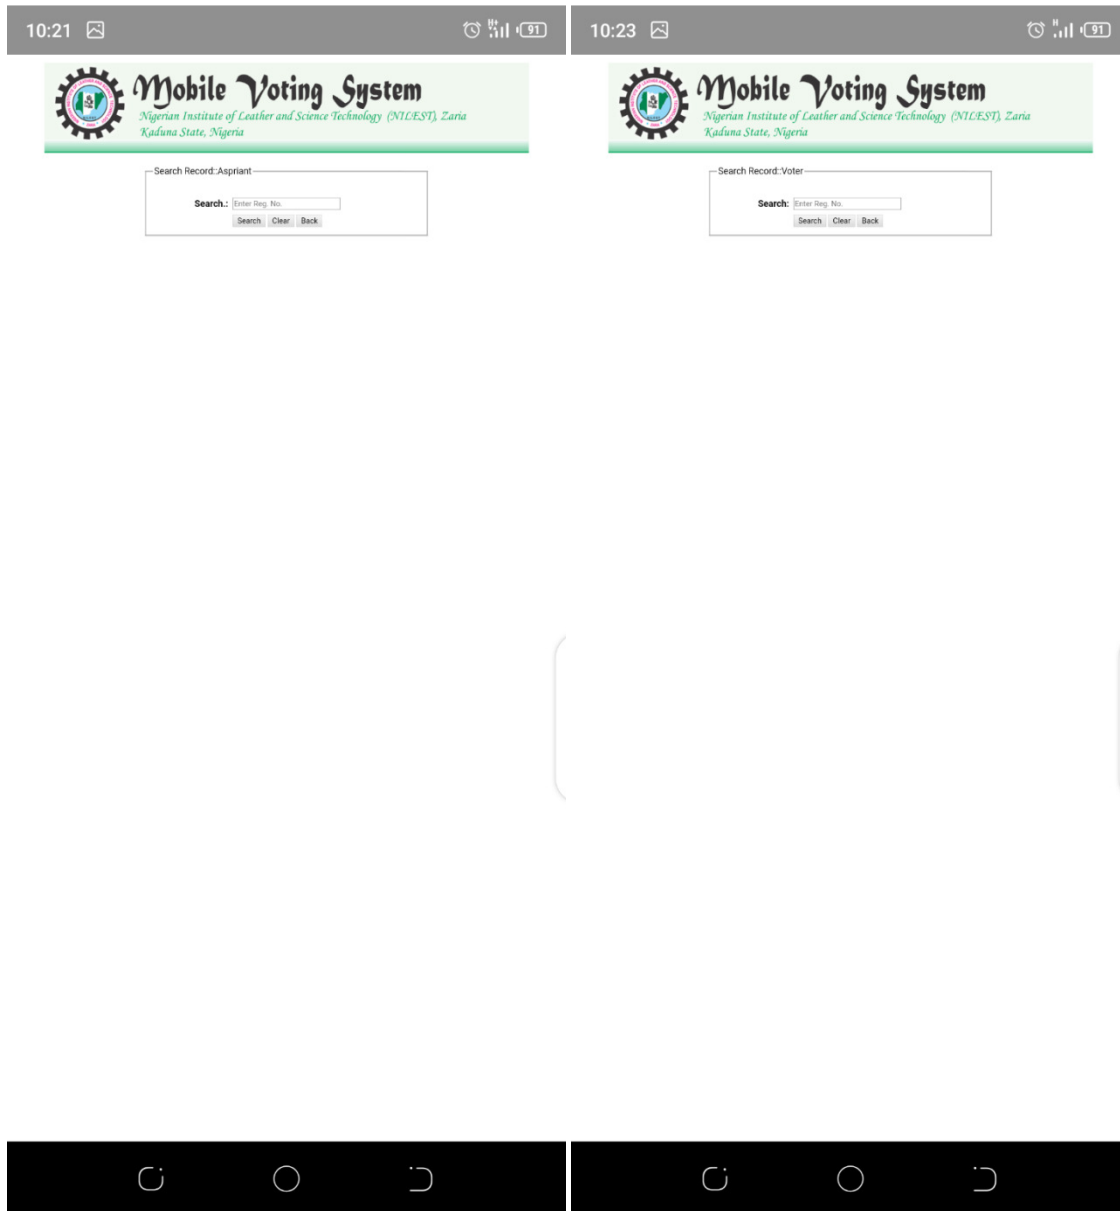 10:21
H+
91
Mobile Voting System
Nigerian Institute of Leather and Science Technology (NILEST), Zaria
Kaduna State, Nigeria
Search Record::Aspriant
Search.: Enter Reg. No.
Search Clear Back
10:23
H
91
Mobile Voting System
Nigerian Institute of Leather and Science Technology (NILEST), Zaria
Kaduna State, Nigeria
Search Record::Voter
Search: Enter Reg. No.
Search Clear Back